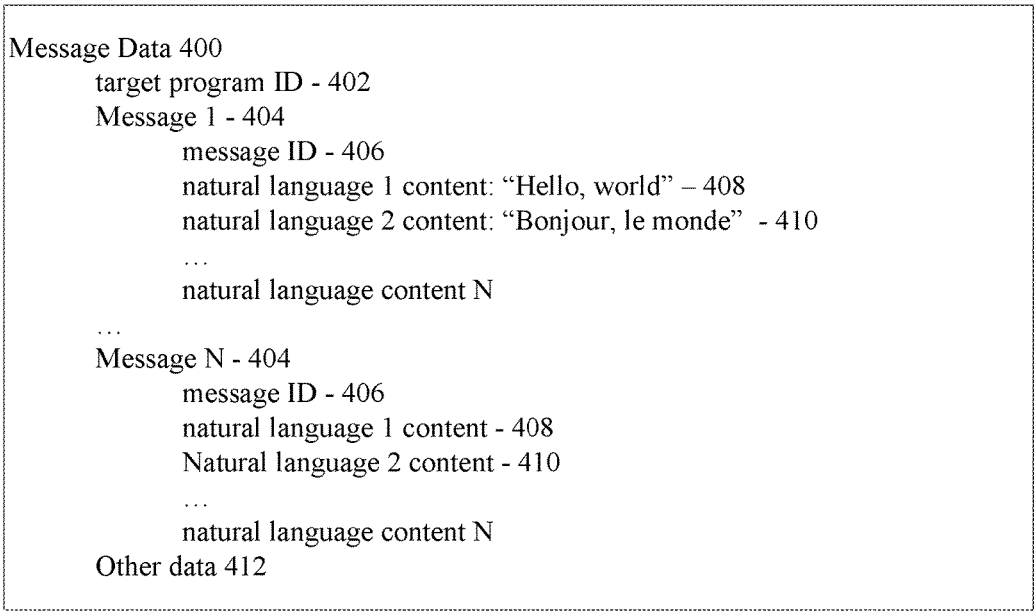 Message Data 400
target program ID - 402
Message 1 - 404
message ID - 406
natural language 1 content: “Hello, world” – 408
natural language 2 content: “Bonjour, le monde”  - 410
...
natural language content N
...
Message N - 404
message ID - 406
natural language 1 content - 408
Natural language 2 content - 410
...
natural language content N
Other data 412